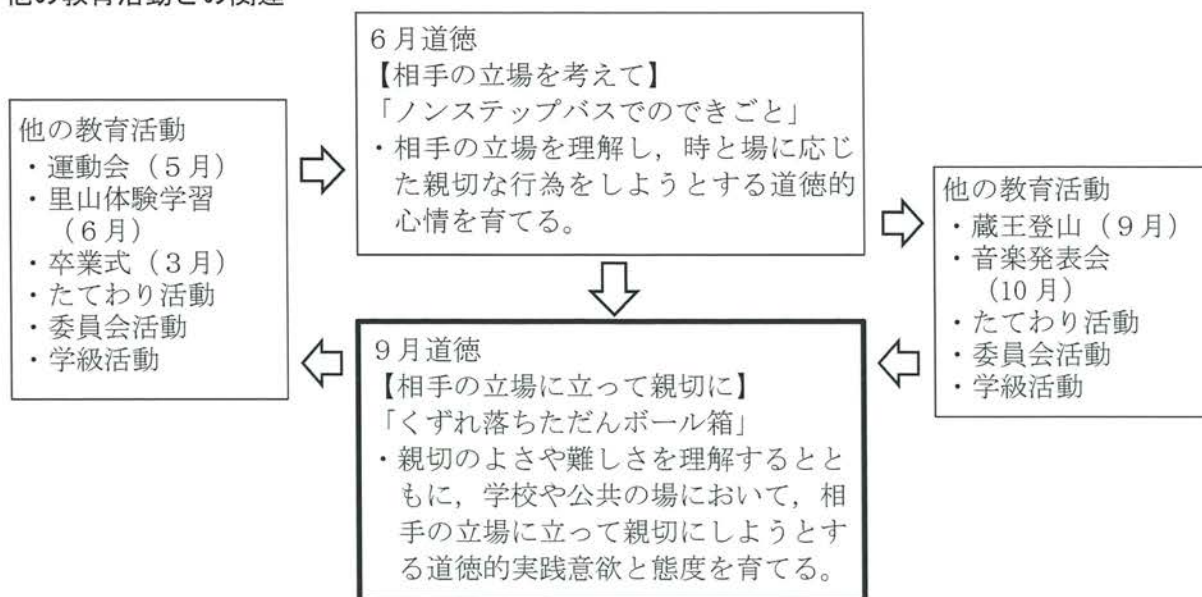 他の教育活動との関連
6月道徳
【相手の立場を考えて】
「ノンステップバスでのできごと」
・相手の立場を理解し，時と場に応じ
た親切な行為をしようとする道徳的
心情を育てる。
他の教育活動
・運動会（5月）
・里山体験学習
（6月）
・卒業式（3月）
・たてわり活動
・委員会活動
・学級活動
他の教育活動
・蔵王登山（9月）
・音楽発表会
（10月）
・たてわり活動
・委員会活動
・学級活動
9月道徳
【相手の立場に立って親切に】
「くずれ落ちただんボール箱」
・親切のよさや難しさを理解するとと
もに，学校や公共の場において，相
手の立場に立って親切にしようとす
る道徳的実践意欲と態度を育てる。